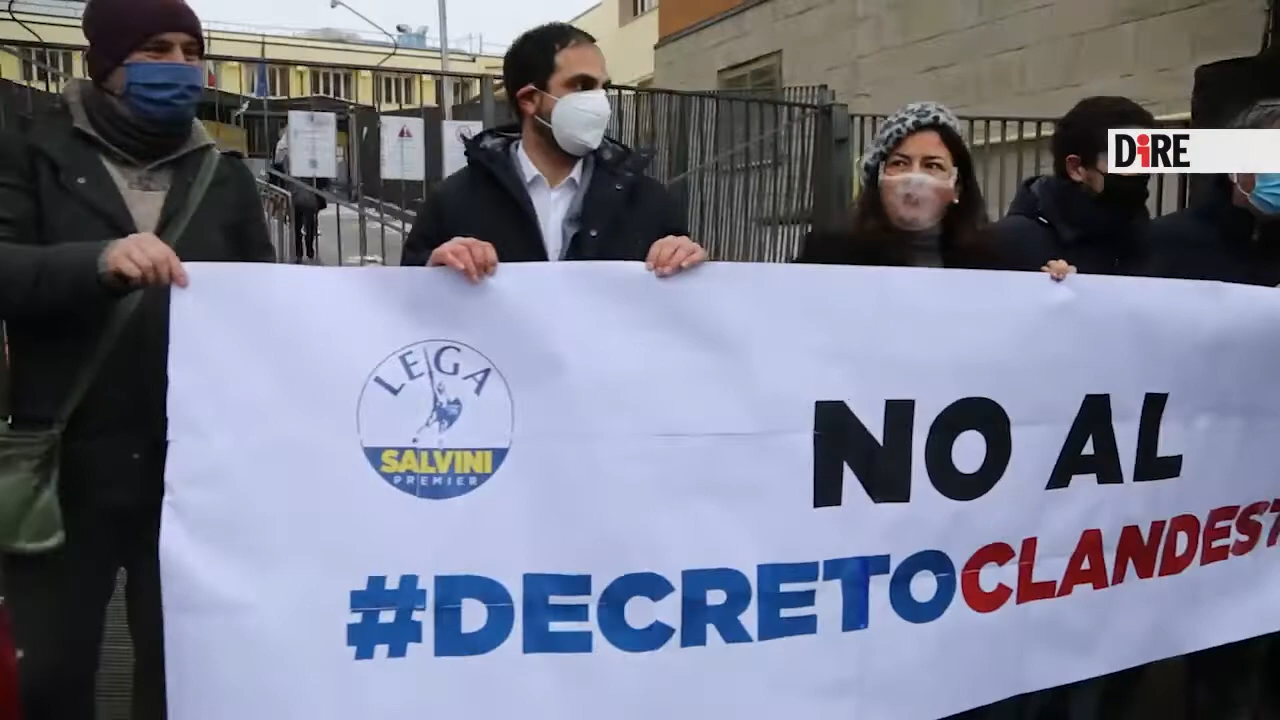 DiRE
LEGA
SALVINI
PREMIER
NO AL
#DECRETOCLANDEST